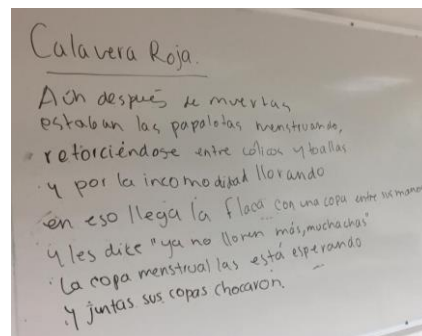 Calavera Roja.
Aún después de muertas
estaban las papalotas menstruando,
retorciéndose entre cólicos y toallas
y por la incomodidad llorando
en eso llega la flaca con una copa entre sus manos
y les dice "ya no lloren más, muchachas"
La copa menstrual las está esperando
y juntas sus copas chocaron.